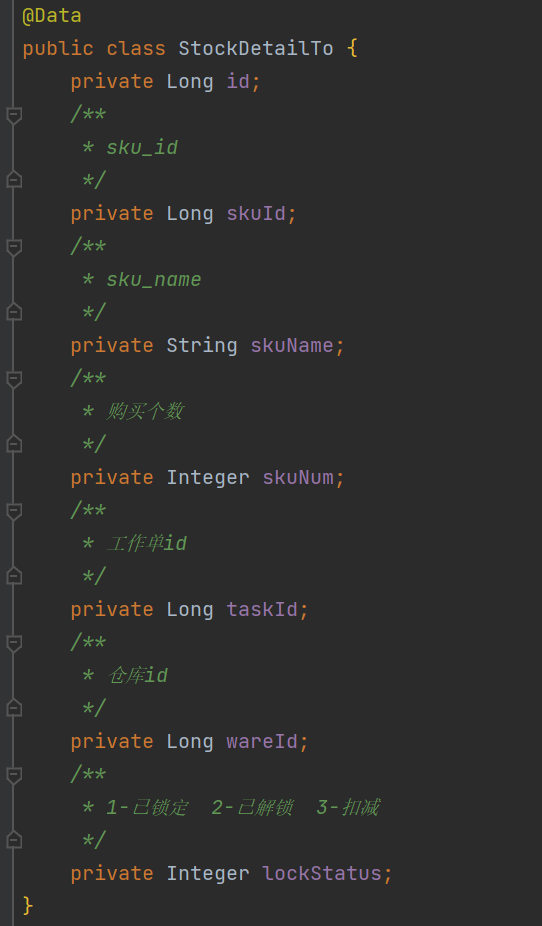 @Data
public class StockDetailTo {
    private Long id;
    /**
     * sku_id
     */
    private Long skuId;
    /**
     * sku_name
     */
    private String skuName;
    /**
     * 购买个数
     */
    private Integer skuNum;
    /**
     * 工作单id
     */
    private Long taskId;
    /**
     * 仓库id
     */
    private Long wareId;
    /**
     * 1-已锁定  2-已解锁  3-扣减
     */
    private Integer lockStatus;
}